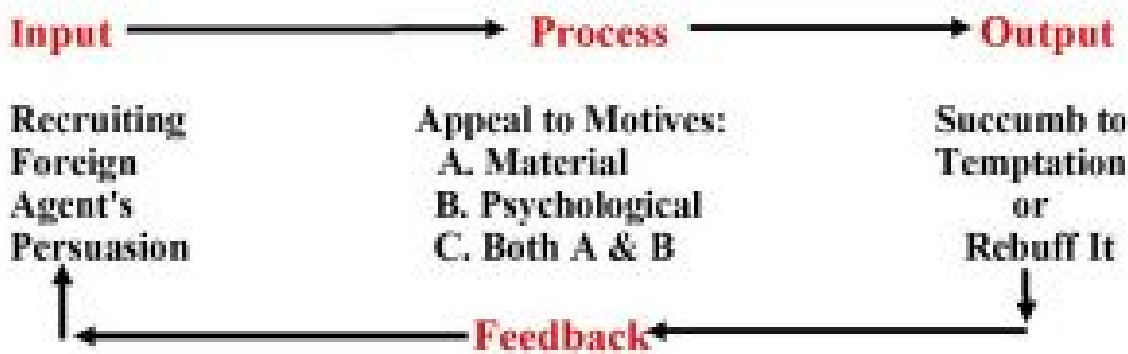 Input Process Output
Recruiting
Foreign
Agent's
Persuasion
Appeal to Motives:
A. Material
B. Psychological
C. Both A & B
Succumb to
Temptation
or
Rebuff It
Feedback